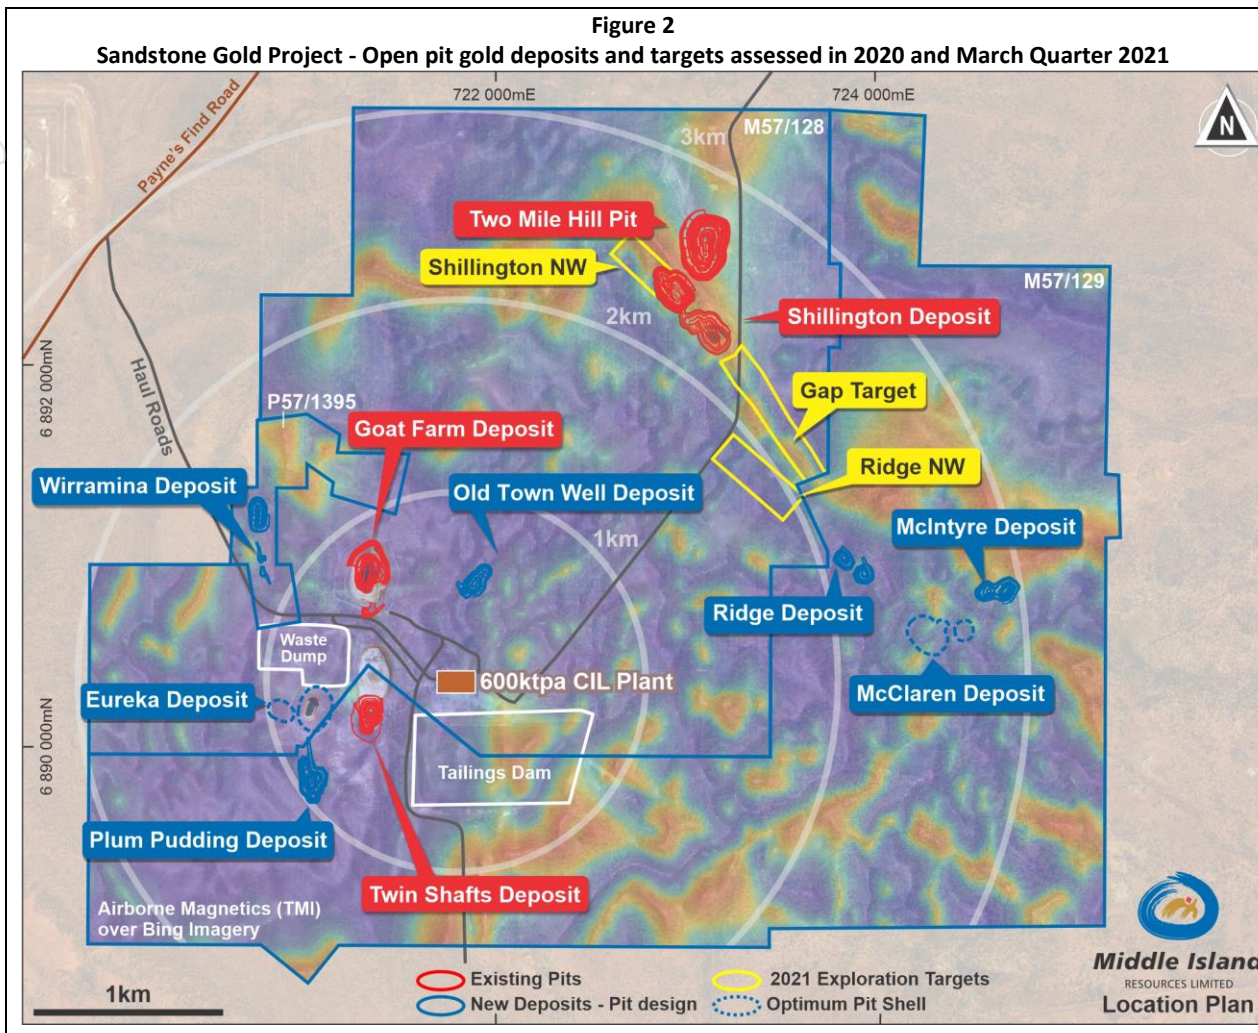 Figure 2
Sandstone Gold Project - Open pit gold deposits and targets assessed in 2020 and March Quarter 2021
722 000mE
724 000mE
N
Payne's Find Road
3km
M57/128
Two Mile Hill Pit
Shillington NW
M57/129
2km
Shillington Deposit
6 892 000mN
Haul Roads
Gap Target
P57/1395
Goat Farm Deposit
Ridge NW
Wirramina Deposit
Old Town Well Deposit
1km
McIntyre Deposit
Ridge Deposit
Waste
Dump
600ktpa CIL Plant
McClaren Deposit
Eureka Deposit
6 890 000mN
Tailings Dam
Plum Pudding Deposit
Twin Shafts Deposit
Airborne Magnetics (TMI)
over Bing Imagery
Middle Island
RESOURCES LIMITED
Location Plan
1km
Existing Pits
2021 Exploration Targets
New Deposits - Pit design
Optimum Pit Shell